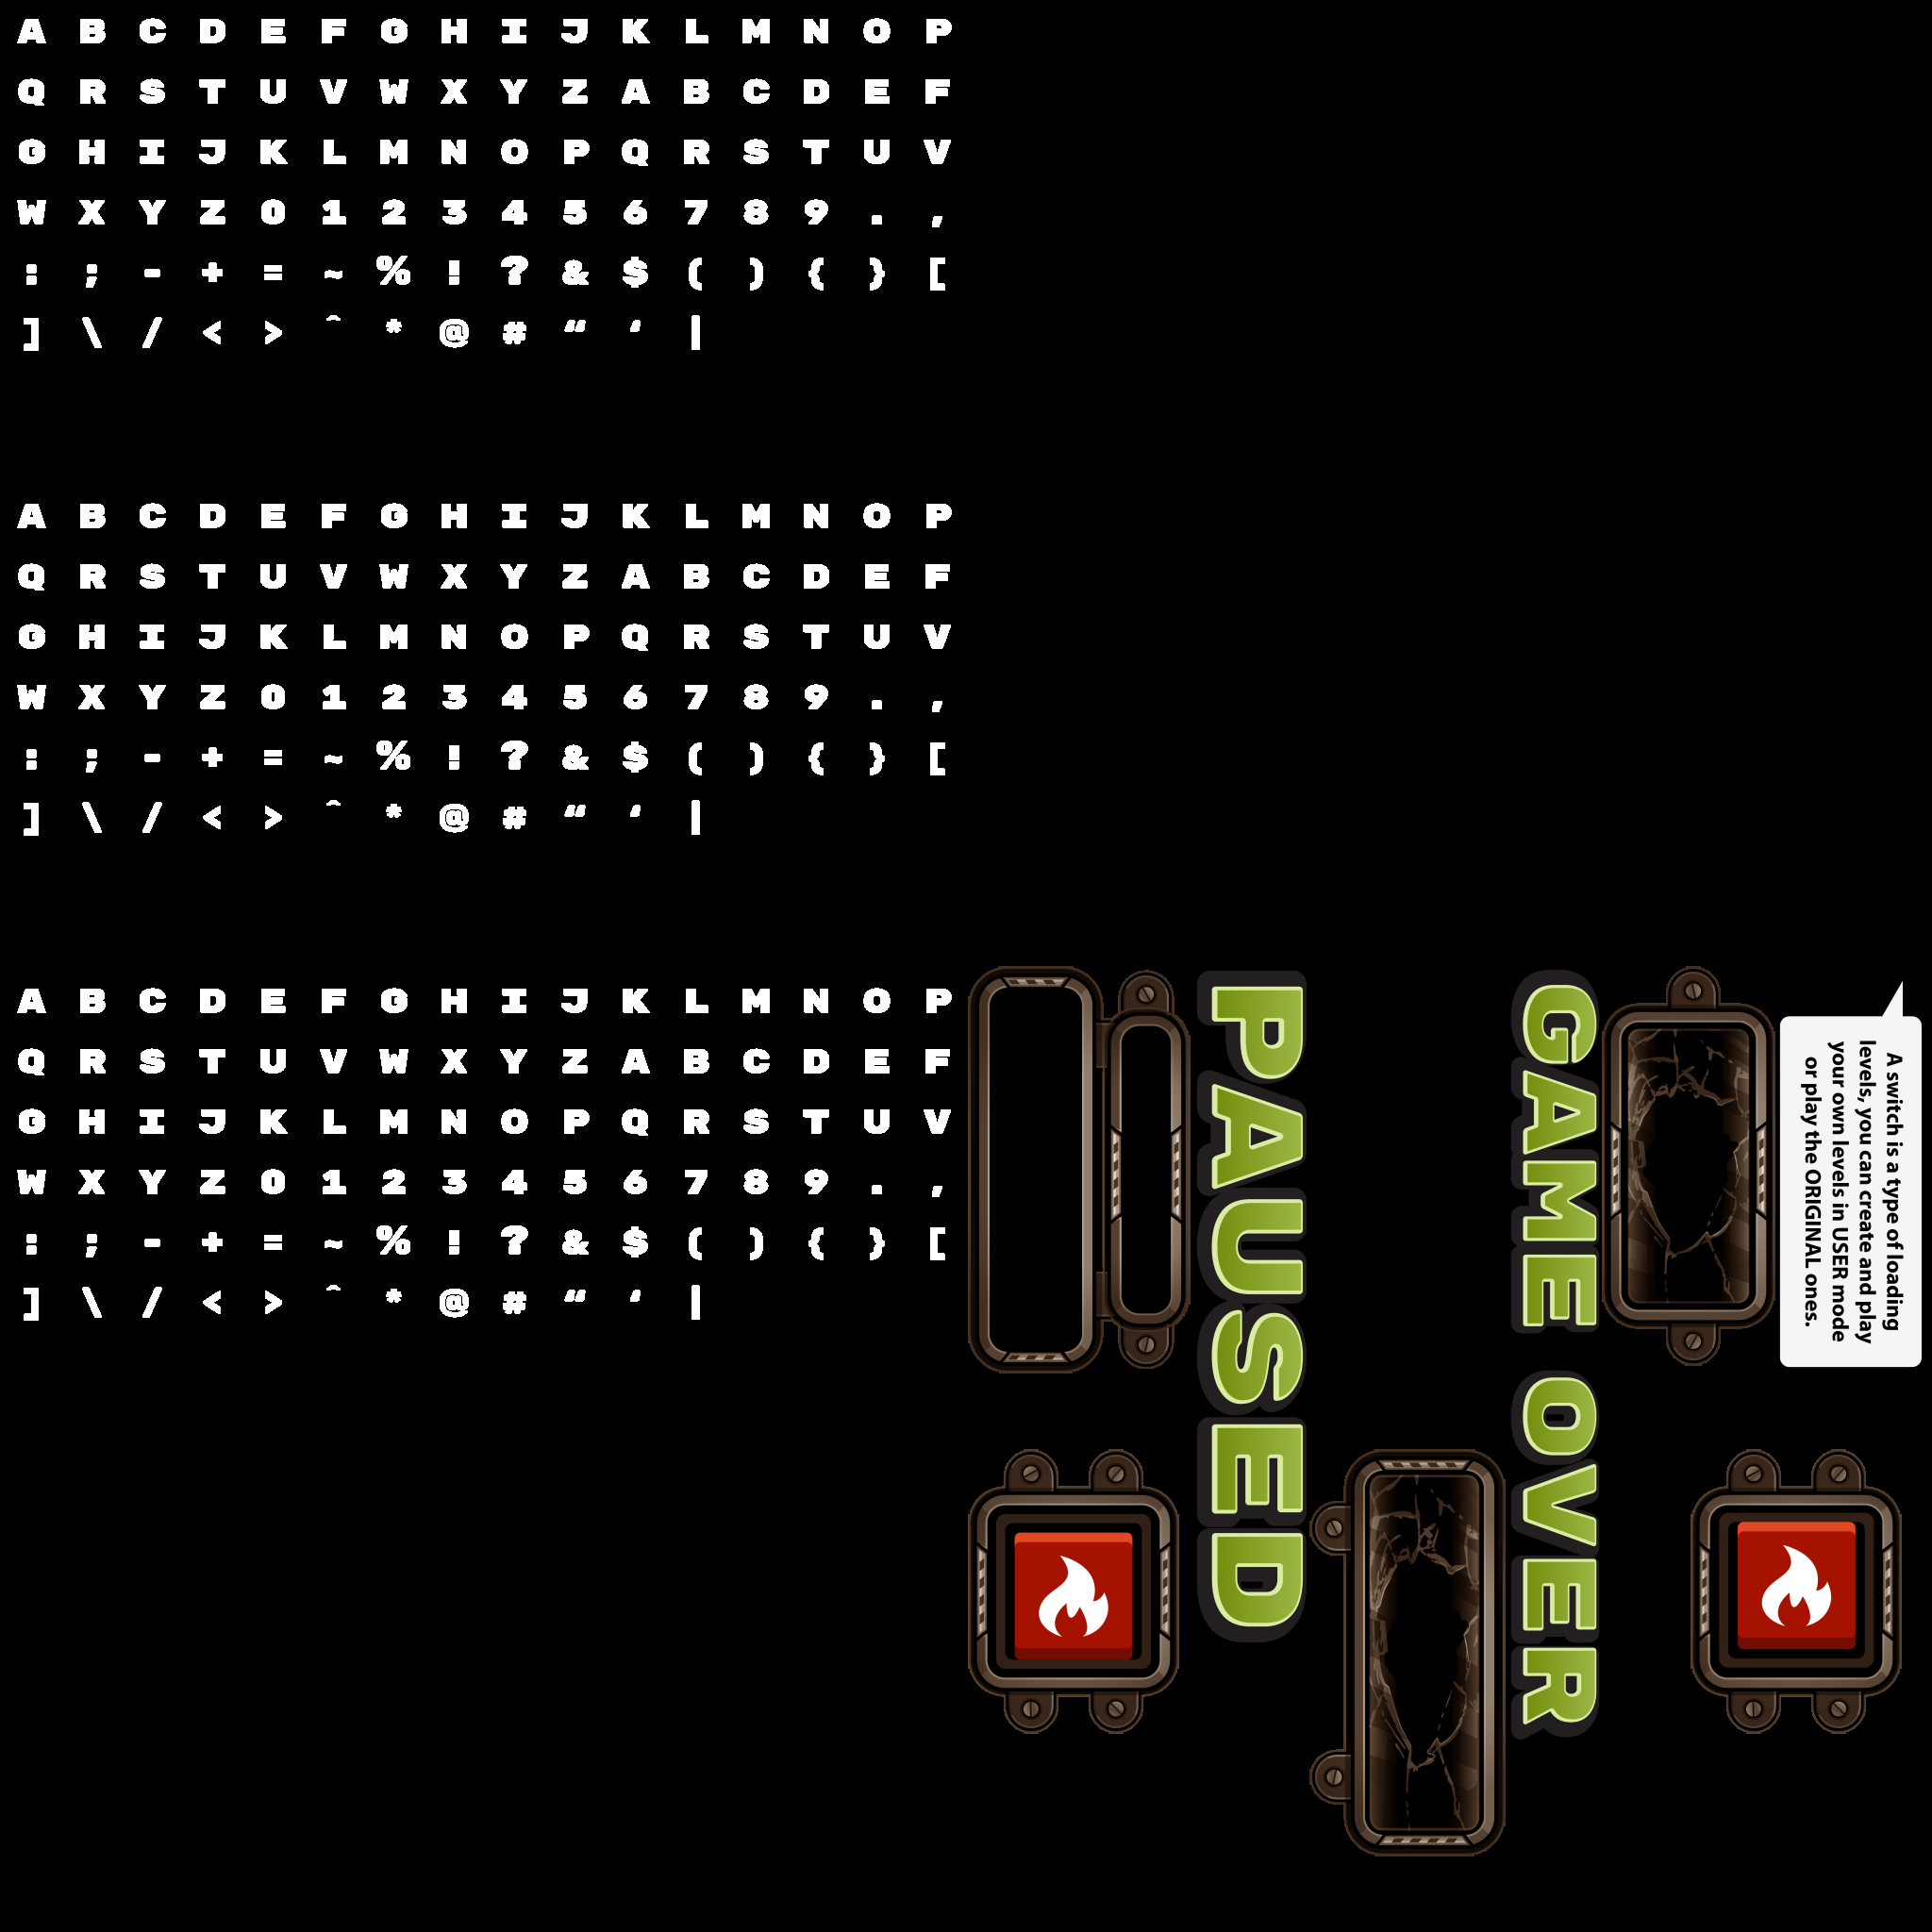 A B C D E F G H I J K L M N O P
Q R S T U V W X Y Z A B C D E F
G H I J K L M N O P Q R S T U V
W X Y Z 0 1 2 3 4 5 6 7 8 9 . ,
: ; - + = ~ % ! ? & $ ( ) { } [
] \ / < > ^ * @ # “ ‘ |
A B C D E F G H I J K L M N O P
Q R S T U V W X Y Z A B C D E F
G H I J K L M N O P Q R S T U V
W X Y Z 0 1 2 3 4 5 6 7 8 9 . ,
: ; - + = ~ % ! ? & $ ( ) { } [
] \ / < > ^ * @ # “ ‘ |
A B C D E F G H I J K L M N O P
Q R S T U V W X Y Z A B C D E F
G H I J K L M N O P Q R S T U V
W X Y Z 0 1 2 3 4 5 6 7 8 9 . ,
: ; - + = ~ % ! ? & $ ( ) { } [
] \ / < > ^ * @ # “ ‘ |
PAUSED
GAME OVER
A switch is a type of loading
levels, you can create and play
your own levels in USER mode
or play the ORIGINAL ones.